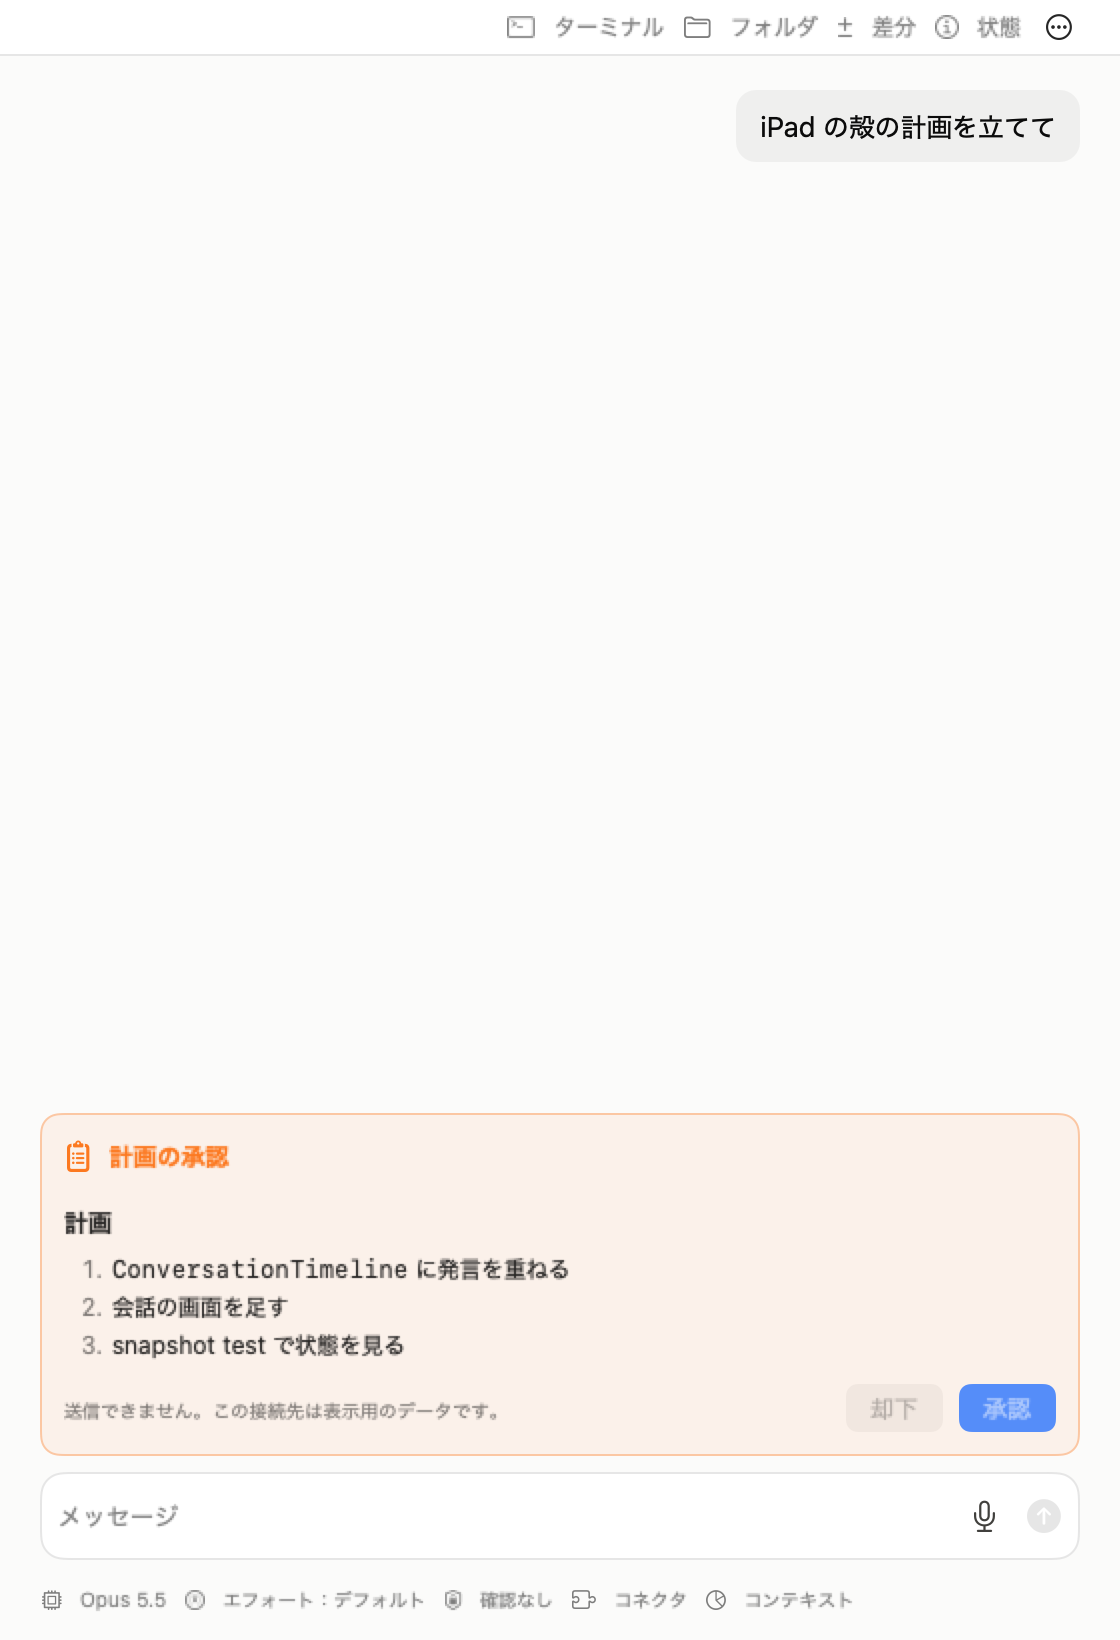 ターミナル フォルダ 差分 状態
iPad の殻の計画を立てて
計画の承認
計画
1. ConversationTimeline に発言を重ねる
2. 会話の画面を足す
3. snapshot test で状態を見る
送信できません。この接続先は表示用のデータです。 却下 承認
メッセージ
Opus 5.5 エフォート：デフォルト 確認なし コネクタ コンテキスト